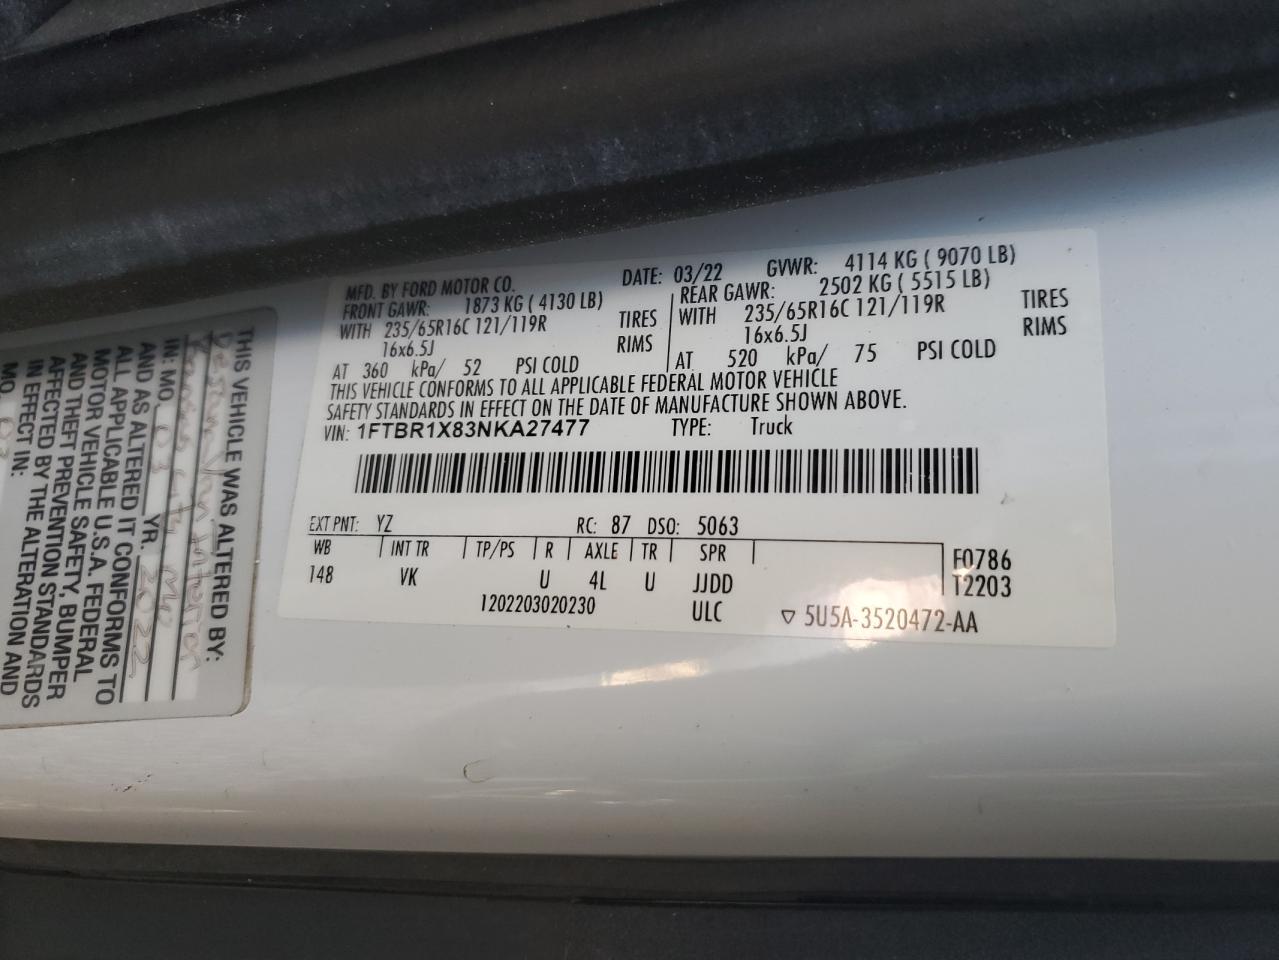 MFD. BY FORD MOTOR CO. DATE: 03/22 GVWR: 4114 KG ( 9070 LB)
FRONT GAWR: 1873 KG ( 4130 LB) REAR GAWR: 2502 KG ( 5515 LB)
WITH 235/65R16C 121/119R TIRES WITH 235/65R16C 121/119R TIRES
16x6.5J RIMS 16x6.5J RIMS
AT 360 kPa/ 52 PSI COLD AT 520 kPa/ 75 PSI COLD
THIS VEHICLE CONFORMS TO ALL APPLICABLE FEDERAL MOTOR VEHICLE
SAFETY STANDARDS IN EFFECT ON THE DATE OF MANUFACTURE SHOWN ABOVE.
VIN: 1FTBR1X83NKA27477 TYPE: Truck
EXT PNT: YZ RC: 87 DSO: 5063
WB INT TR TP/PS R AXLE TR SPR F0786
148 VK U 4L U JJDD T2203
1202203020230 ULC ▽ 5U5A-3520472-AA
THIS VEHICLE WAS ALTERED BY:
Van
IN: MO. 03 YR. 2022
AND AS ALTERED IT CONFORMS TO
ALL APPLICABLE U.S.A. FEDERAL
MOTOR VEHICLE SAFETY, BUMPER
AND THEFT PREVENTION STANDARDS
AFFECTED BY THE ALTERATION AND
IN EFFECT IN:
MO.